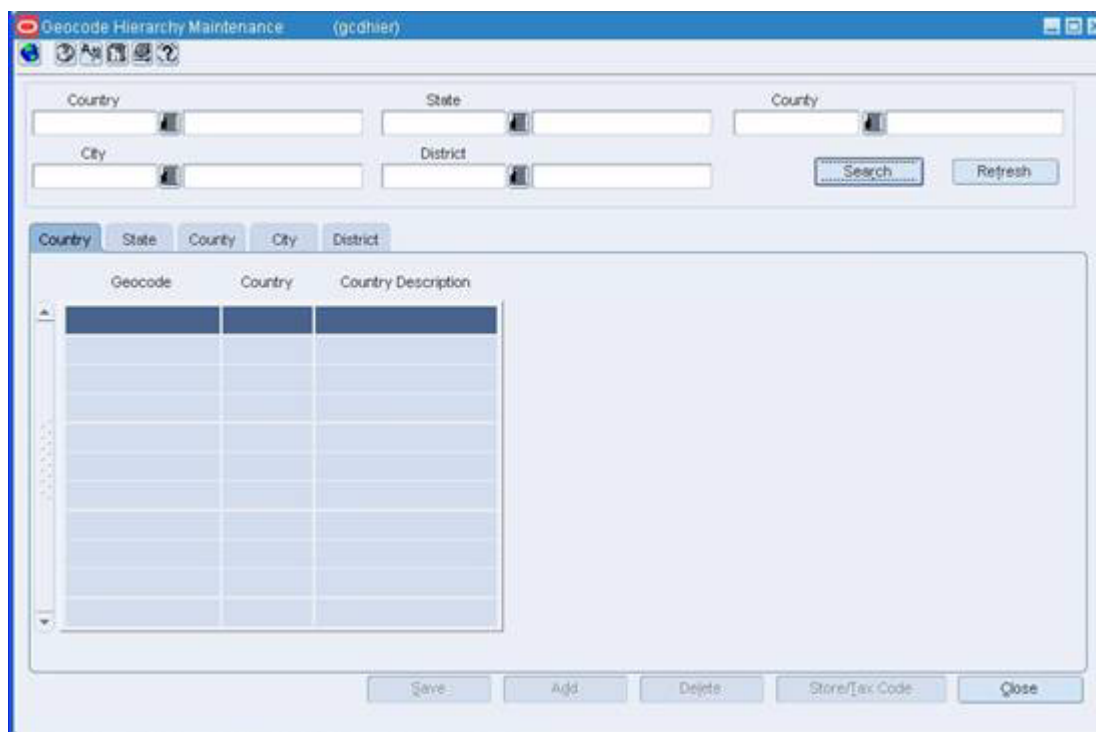 Geocode Hierarchy Maintenance (gcdhier)
Country State County
City District
Search Refresh
Country State County City District
Geocode Country Country Description
Save Add Delete Store/Tax Code Close